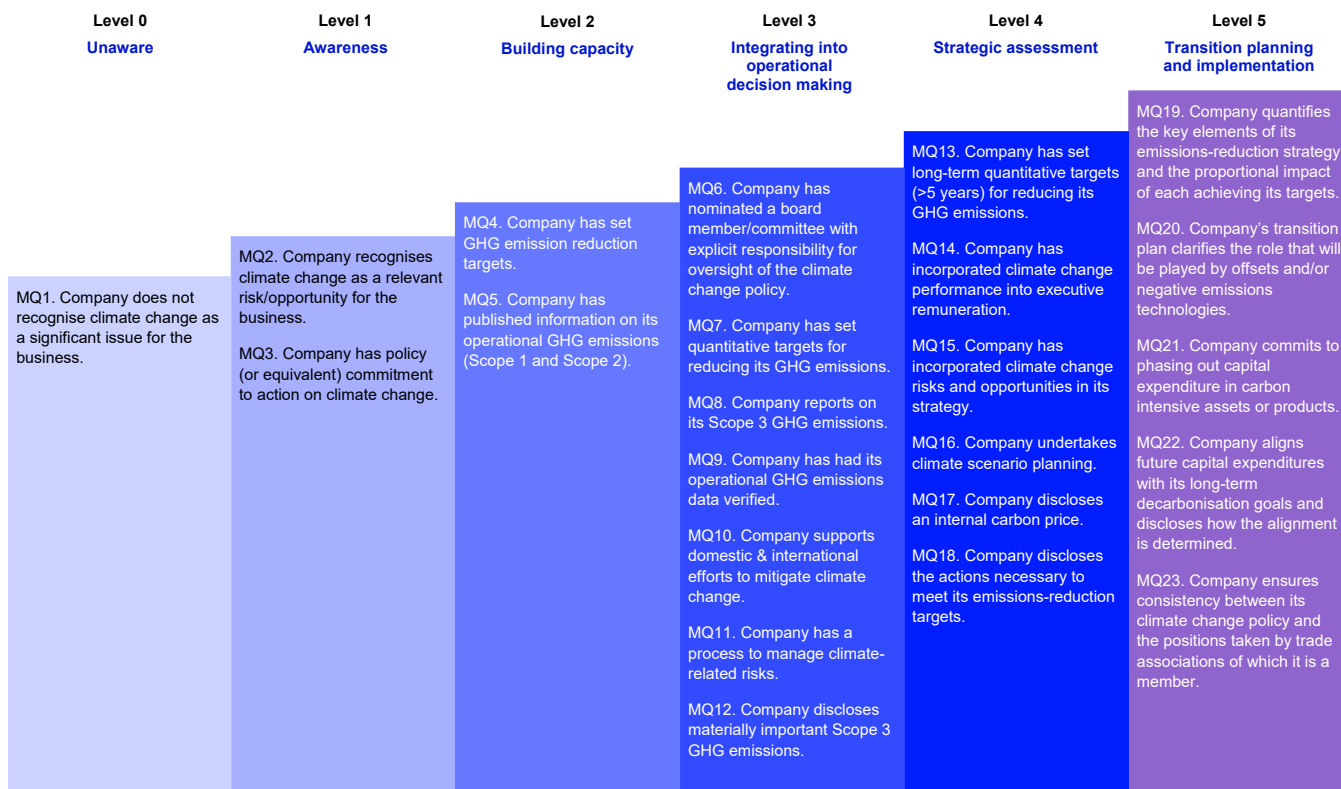 Level 0
Unaware
Level 1
Awareness
Level 2
Building capacity
Level 3
Integrating into
operational
decision making
Level 4
Strategic assessment
Level 5
Transition planning
and implementation
MQ1. Company does not
recognise climate change as
a significant issue for the
business.
MQ2. Company recognises
climate change as a relevant
risk/opportunity for the
business.
MQ3. Company has policy
(or equivalent) commitment
to action on climate change.
MQ4. Company has set
GHG emission reduction
targets.
MQ5. Company has
published information on its
operational GHG emissions
(Scope 1 and Scope 2).
MQ6. Company has
nominated a board
member/committee with
explicit responsibility for
oversight of the climate
change policy.
MQ7. Company has set
quantitative targets for
reducing its GHG emissions.
MQ8. Company reports on
its Scope 3 GHG emissions.
MQ9. Company has had its
operational GHG emissions
data verified.
MQ10. Company supports
domestic & international
efforts to mitigate climate
change.
MQ11. Company has a
process to manage climate-
related risks.
MQ12. Company discloses
materially important Scope 3
GHG emissions.
MQ13. Company has set
long-term quantitative targets
(>5 years) for reducing its
GHG emissions.
MQ14. Company has
incorporated climate change
performance into executive
remuneration.
MQ15. Company has
incorporated climate change
risks and opportunities in its
strategy.
MQ16. Company undertakes
climate scenario planning.
MQ17. Company discloses
an internal carbon price.
MQ18. Company discloses
the actions necessary to
meet its emissions-reduction
targets.
MQ19. Company quantifies
the key elements of its
emissions-reduction strategy
and the proportional impact
of each achieving its targets.
MQ20. Company's transition
plan clarifies the role that will
be played by offsets and/or
negative emissions
technologies.
MQ21. Company commits to
phasing out capital
expenditure in carbon
intensive assets or products.
MQ22. Company aligns
future capital expenditures
with its long-term
decarbonisation goals and
discloses how the alignment
is determined.
MQ23. Company ensures
consistency between its
climate change policy and
the positions taken by trade
associations of which it is a
member.